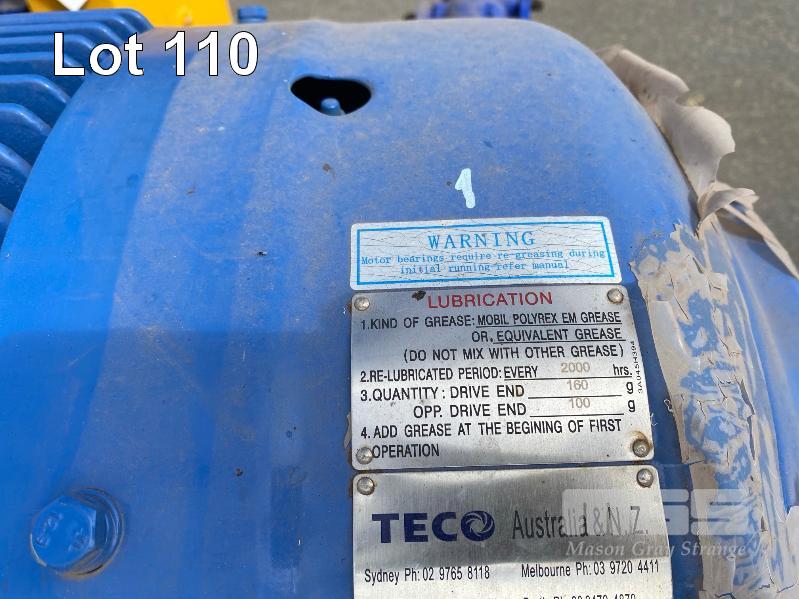 Lot 110
1
WARNING
Motor bearings require re-greasing during
initial running refer manual
LUBRICATION
1.KIND OF GREASE: MOBIL POLYREX EM GREASE
OR, EQUIVALENT GREASE
(DO NOT MIX WITH OTHER GREASE)
2.RE-LUBRICATED PERIOD: EVERY 2000 hrs.
3.QUANTITY : DRIVE END 160 g
OPP. DRIVE END 100 g
4. ADD GREASE AT THE BEGINING OF FIRST
OPERATION
TECO Australia & N.Z.
Mason Gray Strange
Sydney Ph: 02 9765 8118 Melbourne Ph: 03 9720 4411